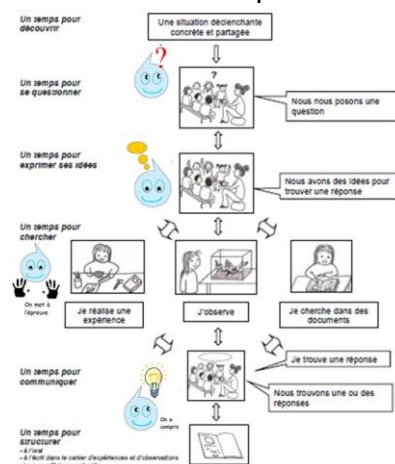 Un temps pour
découvrir
Une situation déclenchante
concrète et partagée
?
?
Un temps pour
se questionner
Nous nous posons une
question
Un temps pour
exprimer ses idées
Nous avons des idées pour
trouver une réponse
Un temps pour
chercher
On met à
l'épreuve
Je réalise une
expérience
J'observe
Je cherche dans des
documents
Je trouve une réponse
Un temps pour
communiquer
Nous trouvons une ou des
réponses
On a
compris
Un temps pour
structurer
- à l'oral
- à l'écrit dans le cahier d'expériences et d'observations